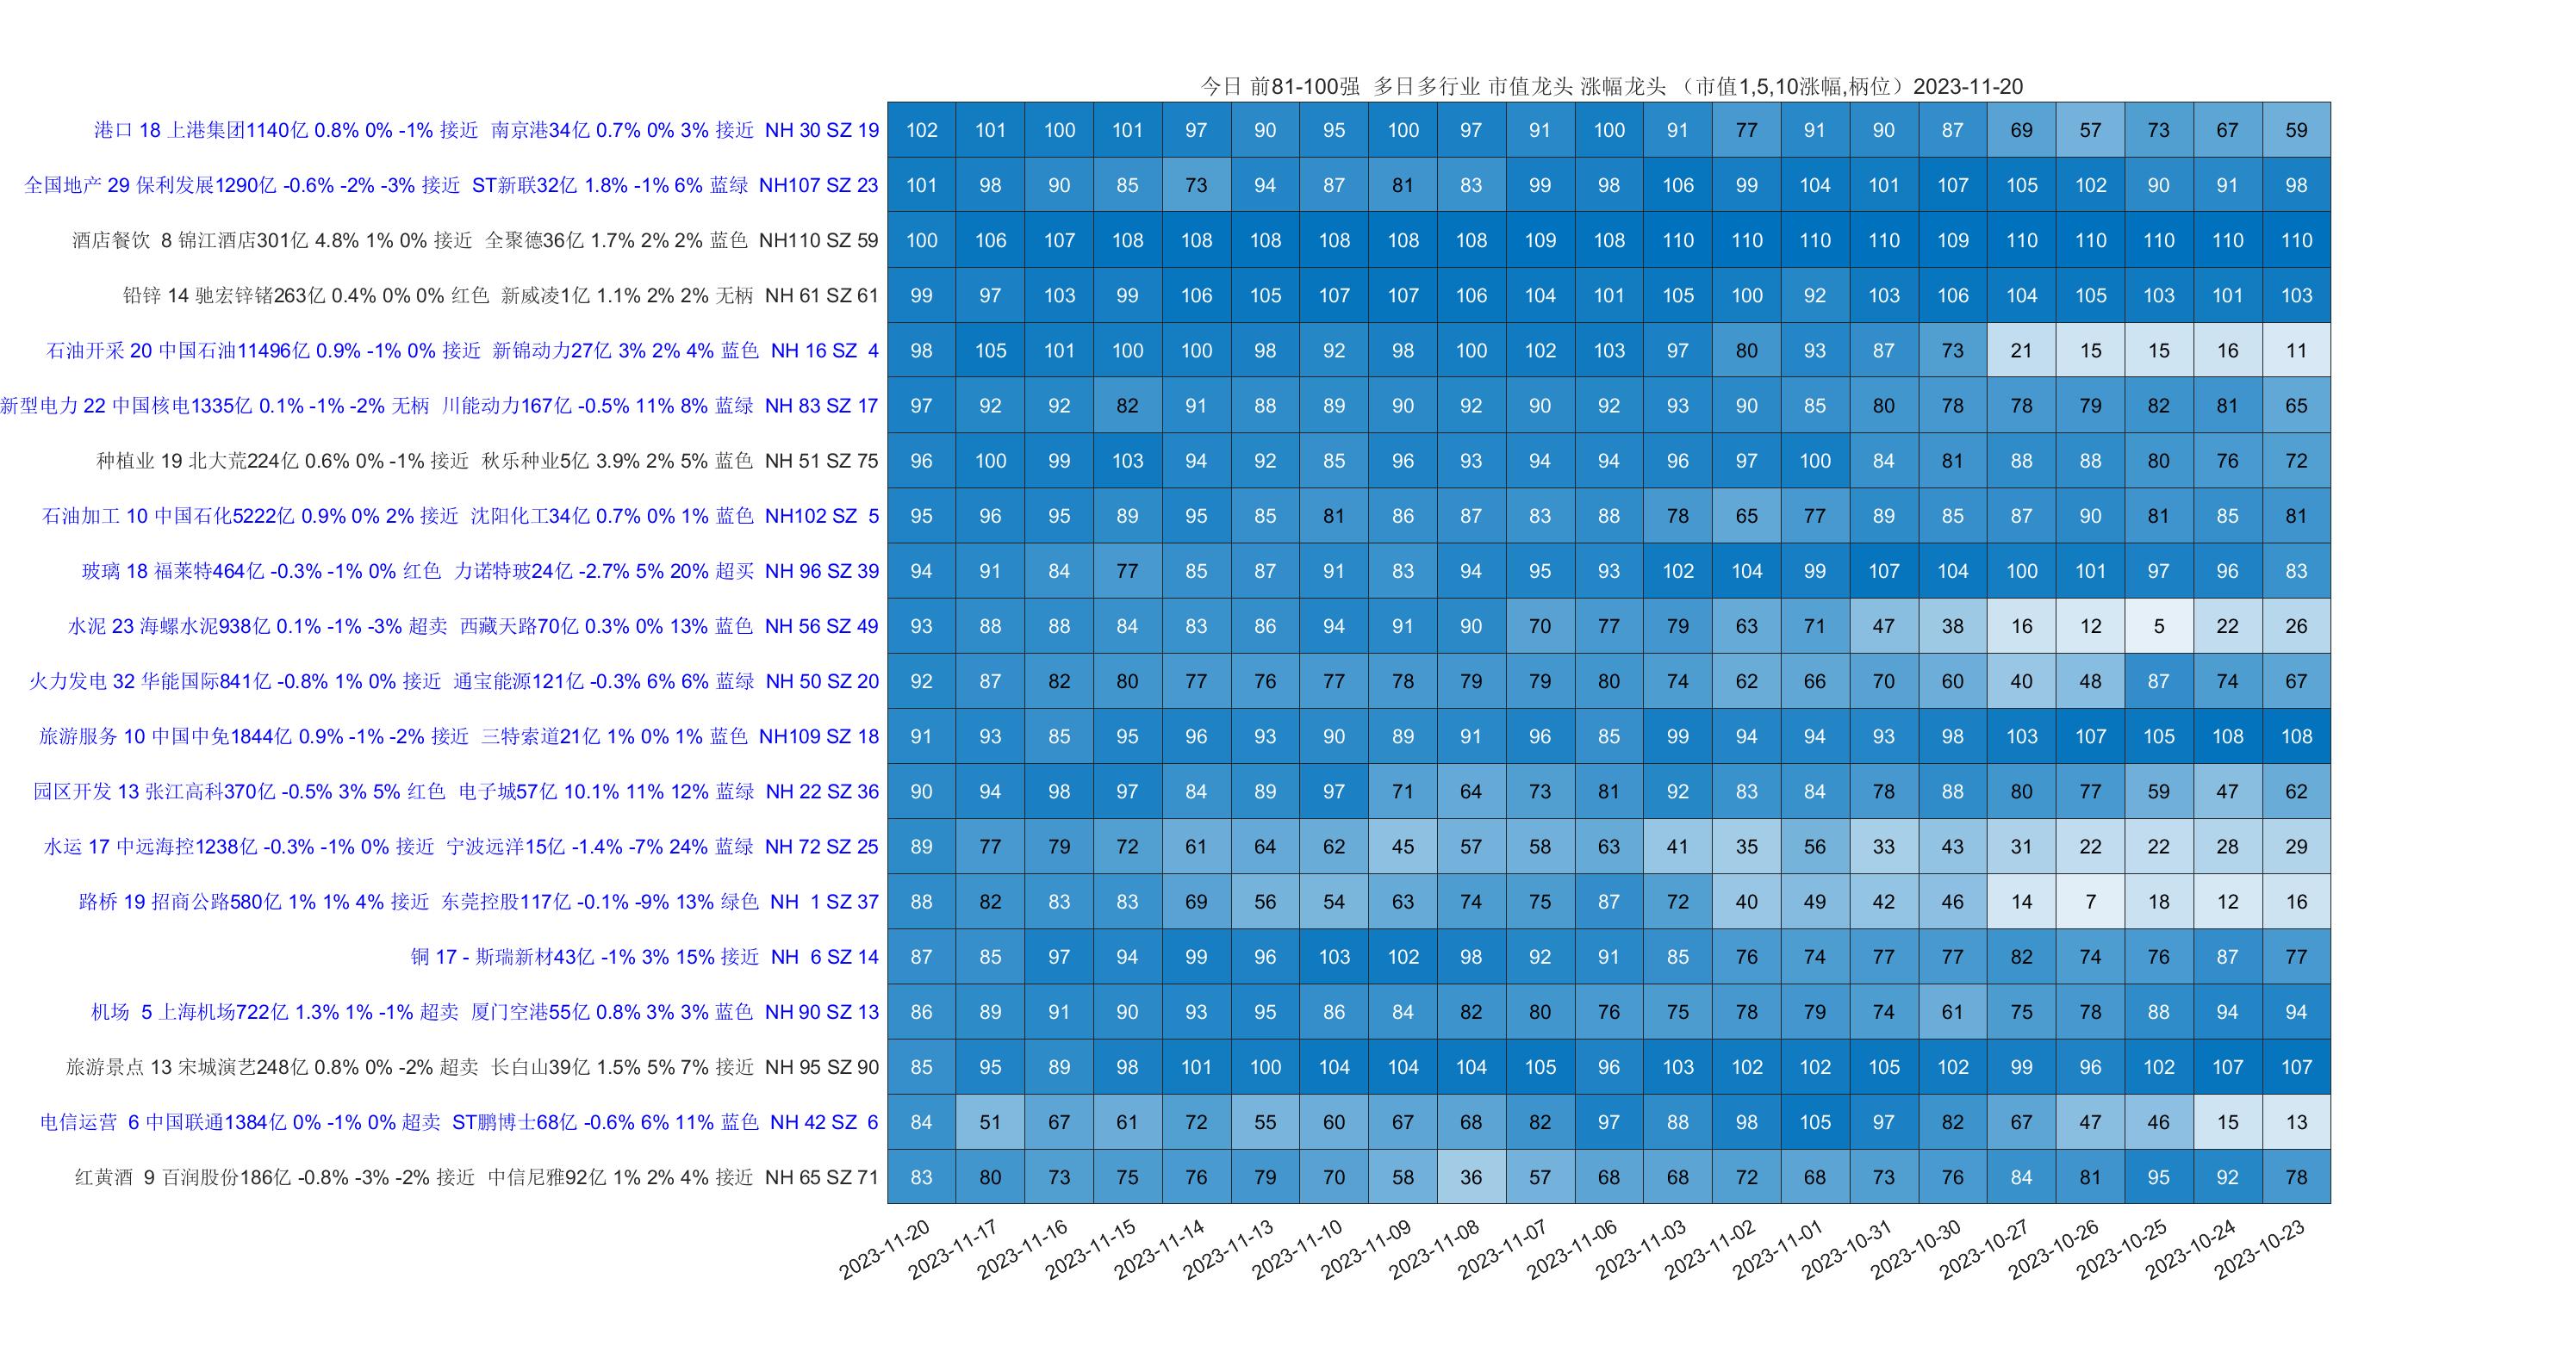 今日 前81-100强  多日多行业 市值龙头 涨幅龙头 （市值1,5,10涨幅,柄位）2023-11-20
港口 18 上港集团1140亿 0.8% 0% -1% 接近  南京港34亿 0.7% 0% 3% 接近  NH 30 SZ 19 102 101 100 101 97 90 95 100 97 91 100 91 77 91 90 87 69 57 73 67 59
全国地产 29 保利发展1290亿 -0.6% -2% -3% 接近  ST新联32亿 1.8% -1% 6% 蓝绿  NH107 SZ 23 101 98 90 85 73 94 87 81 83 99 98 106 99 104 101 107 105 102 90 91 98
酒店餐饮  8 锦江酒店301亿 4.8% 1% 0% 接近  全聚德36亿 1.7% 2% 2% 蓝色  NH110 SZ 59 100 106 107 108 108 108 108 108 108 109 108 110 110 110 110 109 110 110 110 110 110
铅锌 14 驰宏锌锗263亿 0.4% 0% 0% 红色  新威凌1亿 1.1% 2% 2% 无柄  NH 61 SZ 61 99 97 103 99 106 105 107 107 106 104 101 105 100 92 103 106 104 105 103 101 103
石油开采 20 中国石油11496亿 0.9% -1% 0% 接近  新锦动力27亿 3% 2% 4% 蓝色  NH 16 SZ  4 98 105 101 100 100 98 92 98 100 102 103 97 80 93 87 73 21 15 15 16 11
新型电力 22 中国核电1335亿 0.1% -1% -2% 无柄  川能动力167亿 -0.5% 11% 8% 蓝绿  NH 83 SZ 17 97 92 92 82 91 88 89 90 92 90 92 93 90 85 80 78 78 79 82 81 65
种植业 19 北大荒224亿 0.6% 0% -1% 接近  秋乐种业5亿 3.9% 2% 5% 蓝色  NH 51 SZ 75 96 100 99 103 94 92 85 96 93 94 94 96 97 100 84 81 88 88 80 76 72
石油加工 10 中国石化5222亿 0.9% 0% 2% 接近  沈阳化工34亿 0.7% 0% 1% 蓝色  NH102 SZ  5 95 96 95 89 95 85 81 86 87 83 88 78 65 77 89 85 87 90 81 85 81
玻璃 18 福莱特464亿 -0.3% -1% 0% 红色  力诺特玻24亿 -2.7% 5% 20% 超买  NH 96 SZ 39 94 91 84 77 85 87 91 83 94 95 93 102 104 99 107 104 100 101 97 96 83
水泥 23 海螺水泥938亿 0.1% -1% -3% 超卖  西藏天路70亿 0.3% 0% 13% 蓝色  NH 56 SZ 49 93 88 88 84 83 86 94 91 90 70 77 79 63 71 47 38 16 12 5 22 26
火力发电 32 华能国际841亿 -0.8% 1% 0% 接近  通宝能源121亿 -0.3% 6% 6% 蓝绿  NH 50 SZ 20 92 87 82 80 77 76 77 78 79 79 80 74 62 66 70 60 40 48 87 74 67
旅游服务 10 中国中免1844亿 0.9% -1% -2% 接近  三特索道21亿 1% 0% 1% 蓝色  NH109 SZ 18 91 93 85 95 96 93 90 89 91 96 85 99 94 94 93 98 103 107 105 108 108
园区开发 13 张江高科370亿 -0.5% 3% 5% 红色  电子城57亿 10.1% 11% 12% 蓝绿  NH 22 SZ 36 90 94 98 97 84 89 97 71 64 73 81 92 83 84 78 88 80 77 59 47 62
水运 17 中远海控1238亿 -0.3% -1% 0% 接近  宁波远洋15亿 -1.4% -7% 24% 蓝绿  NH 72 SZ 25 89 77 79 72 61 64 62 45 57 58 63 41 35 56 33 43 31 22 22 28 29
路桥 19 招商公路580亿 1% 1% 4% 接近  东莞控股117亿 -0.1% -9% 13% 绿色  NH  1 SZ 37 88 82 83 83 69 56 54 63 74 75 87 72 40 49 42 46 14 7 18 12 16
铜 17 - 斯瑞新材43亿 -1% 3% 15% 接近  NH  6 SZ 14 87 85 97 94 99 96 103 102 98 92 91 85 76 74 77 77 82 74 76 87 77
机场  5 上海机场722亿 1.3% 1% -1% 超卖  厦门空港55亿 0.8% 3% 3% 蓝色  NH 90 SZ 13 86 89 91 90 93 95 86 84 82 80 76 75 78 79 74 61 75 78 88 94 94
旅游景点 13 宋城演艺248亿 0.8% 0% -2% 超卖  长白山39亿 1.5% 5% 7% 接近  NH 95 SZ 90 85 95 89 98 101 100 104 104 104 105 96 103 102 102 105 102 99 96 102 107 107
电信运营  6 中国联通1384亿 0% -1% 0% 超卖  ST鹏博士68亿 -0.6% 6% 11% 蓝色  NH 42 SZ  6 84 51 67 61 72 55 60 67 68 82 97 88 98 105 97 82 67 47 46 15 13
红黄酒  9 百润股份186亿 -0.8% -3% -2% 接近  中信尼雅92亿 1% 2% 4% 接近  NH 65 SZ 71 83 80 73 75 76 79 70 58 36 57 68 68 72 68 73 76 84 81 95 92 78
2023-11-20 2023-11-17 2023-11-16 2023-11-15 2023-11-14 2023-11-13 2023-11-10 2023-11-09 2023-11-08 2023-11-07 2023-11-06 2023-11-03 2023-11-02 2023-11-01 2023-10-31 2023-10-30 2023-10-27 2023-10-26 2023-10-25 2023-10-24 2023-10-23